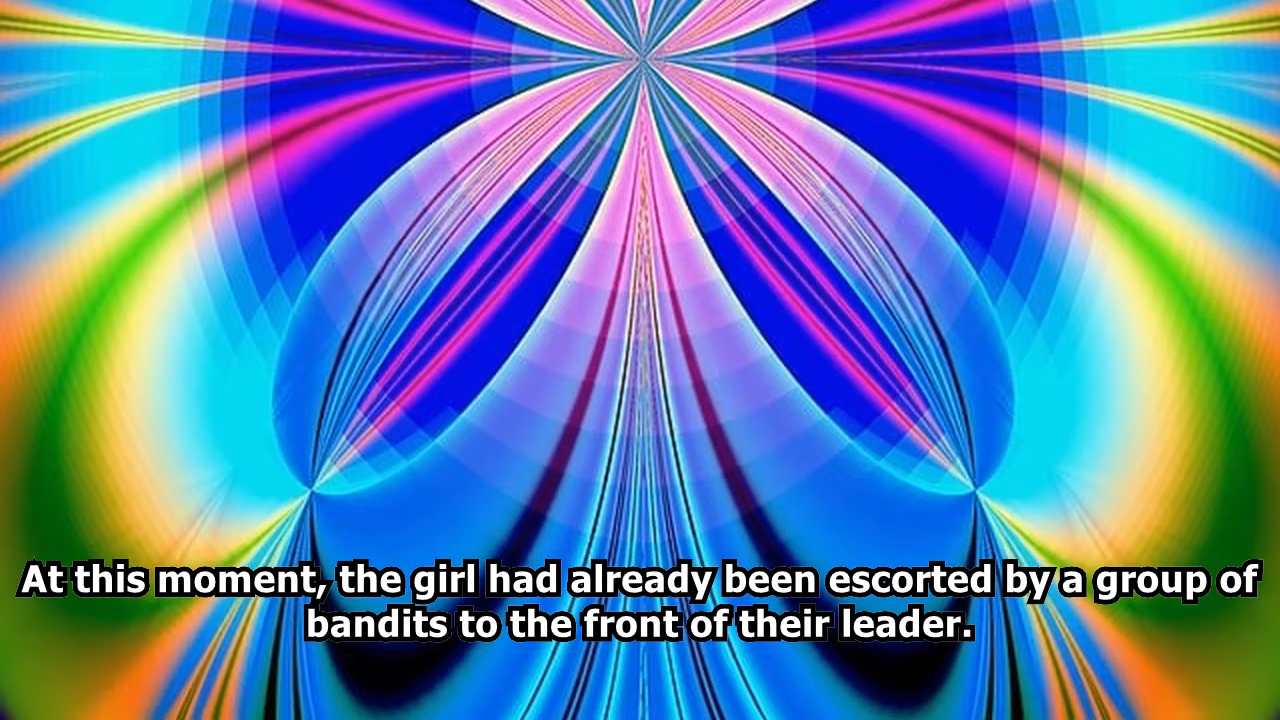 At this moment, the girl had already been escorted by a group of
bandits to the front of their leader.